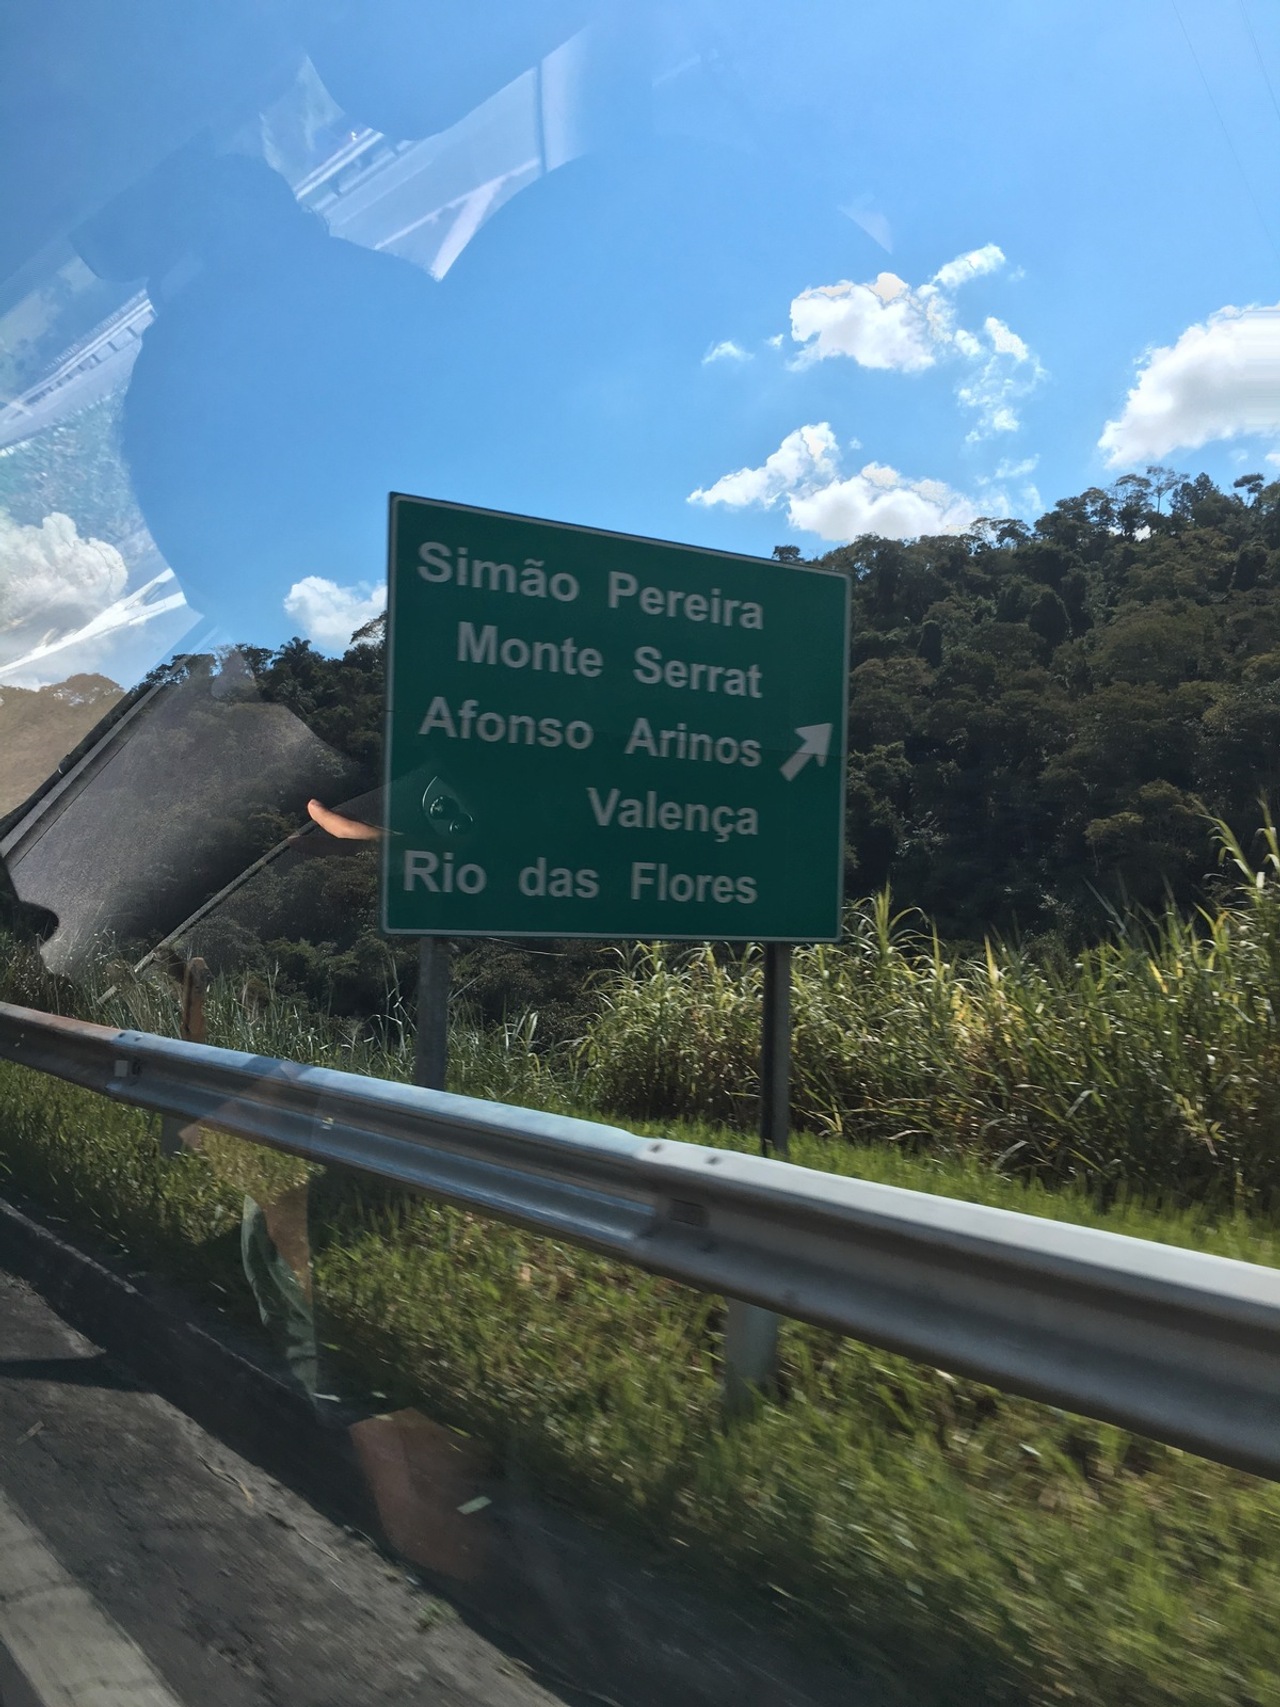 Simão Pereira
Monte Serrat
Afonso Arinos
Valença
Rio das Flores